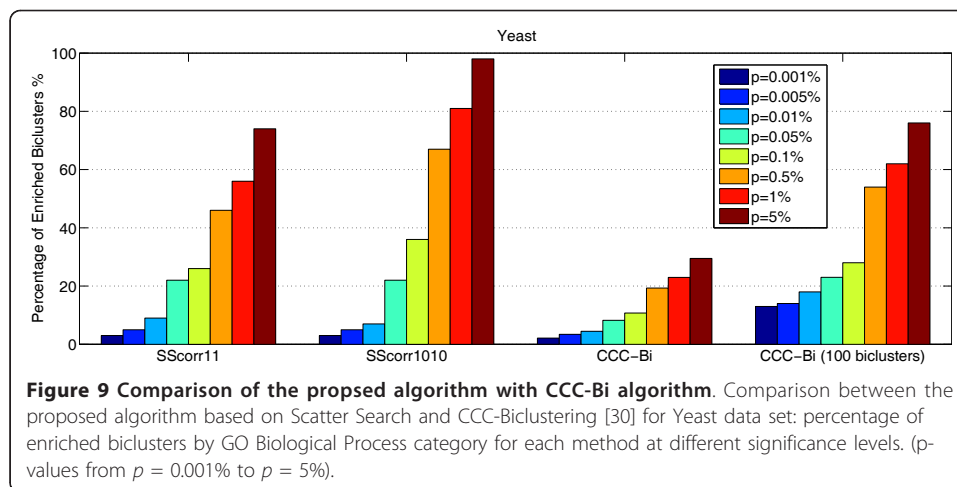 Yeast
Percentage of Enriched Biclusters %
100
80
60
40
20
0
p=0.001%
p=0.005%
p=0.01%
p=0.05%
p=0.1%
p=0.5%
p=1%
p=5%
SScorr11
SScorr1010
CCC-Bi
CCC-Bi (100 biclusters)
Figure 9 Comparison of the propsed algorithm with CCC-Bi algorithm. Comparison between the
proposed algorithm based on Scatter Search and CCC-Biclustering [30] for Yeast data set: percentage of
enriched biclusters by GO Biological Process category for each method at different significance levels. (p-
values from p = 0.001% to p = 5%).